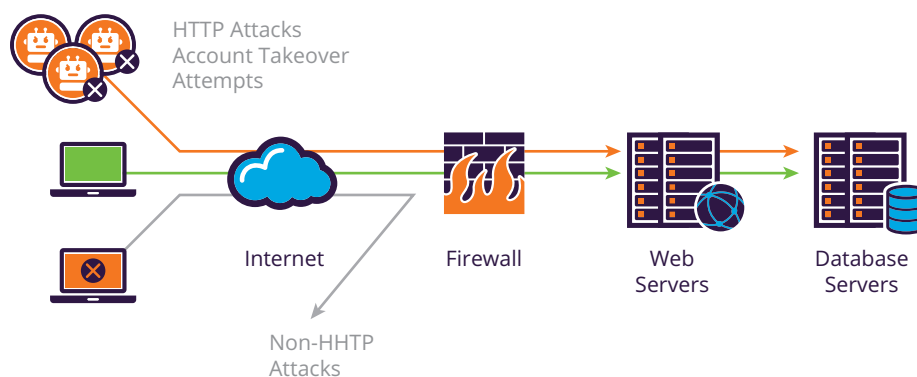 HTTP Attacks
Account Takeover
Attempts
Internet
Firewall
Web
Servers
Database
Servers
Non-HHTP
Attacks